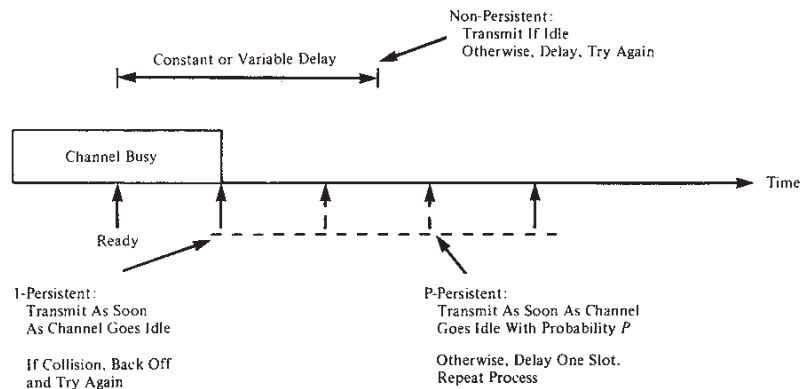 Non-Persistent:
Transmit If Idle
Otherwise, Delay, Try Again
Constant or Variable Delay
Channel Busy
Time
Ready
1-Persistent:
Transmit As Soon
As Channel Goes Idle
If Collision, Back Off
and Try Again
P-Persistent:
Transmit As Soon As Channel
Goes Idle With Probability P
Otherwise, Delay One Slot,
Repeat Process